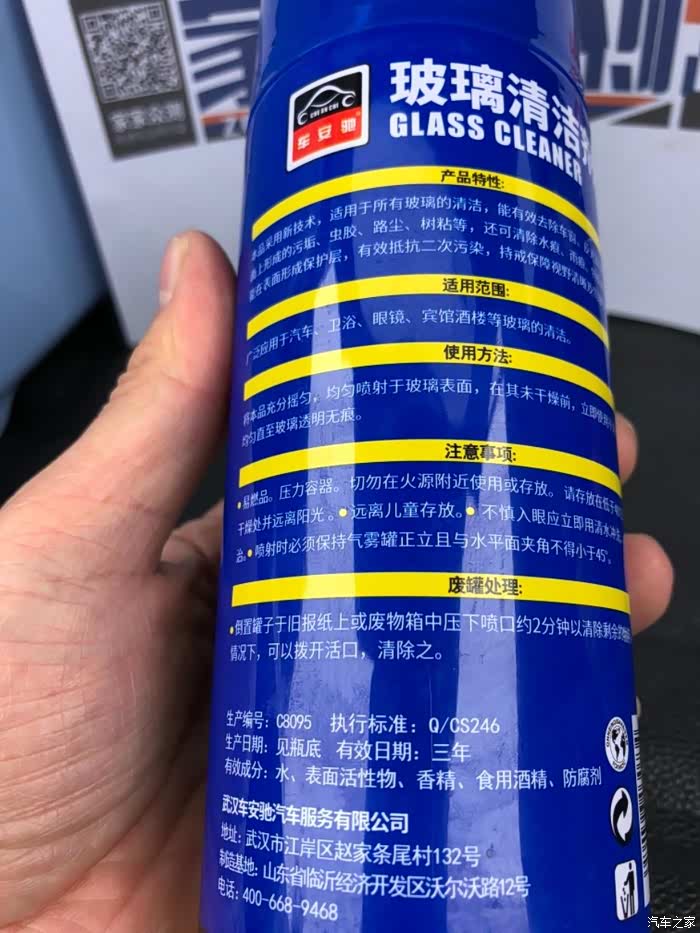 玻璃清洁
GLASS CLEANER
CHE AN CHI
车安驰
产品特性:
本品采用新技术，适用于所有玻璃的清洁，能有效去除车窗、
上形成的污垢、虫胶、路尘、树粘等，还可清除水痕、雨痕、
能在表面形成保护层，有效抵抗二次污染，持戒保障视野清晰
适用范围:
广泛应用于汽车、卫浴、眼镜、宾馆酒楼等玻璃的清洁。
使用方法:
将本品充分摇匀，均匀喷射于玻璃表面，在其未干燥前，立即
均匀直至玻璃透明无痕。
注意事项:
•易燃品。压力容器。切勿在火源附近使用或存放。请存放在低于
干燥处并远离阳光。•远离儿童存放。• 不慎入眼应立即用清水冲
治。•喷射时必须保持气雾罐正立且与水平面夹角不得小于45°。
废罐处理:
•倒置罐子于旧报纸上或废物箱中压下喷口约2分钟以清除剩余
情况下，可以拨开活口，清除之。
生产编号: C8095 执行标准: Q/CS246
生产日期: 见瓶底 有效日期: 三年
有效成分: 水、表面活性物、香精、食用酒精、防腐剂
武汉车安驰汽车服务有限公司
地址: 武汉市江岸区赵家条尾村132号
制造基地: 山东省临沂经济开发区沃尔沃路12号
电话: 400-668-9468
汽车之家